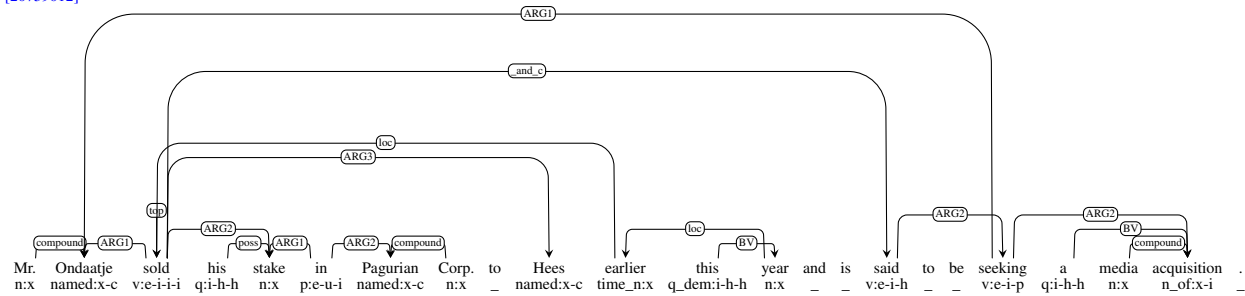 [20739012]
ARG1
_and_c
loc
ARG3
top
compound ARG1 ARG2 poss ARG1 ARG2 compound loc BV ARG2 ARG2 BV compound
Mr. Ondaatje sold his stake in Pagurian Corp. to Hees earlier this year and is said to be seeking a media acquisition .
n:x named:x-c v:e-i-i-i q:i-h-h n:x p:e-u-i named:x-c n:x _ named:x-c time_n:x q_dem:i-h-h n:x _ _ v:e-i-h _ _ v:e-i-p q:i-h-h n:x n_of:x-i _